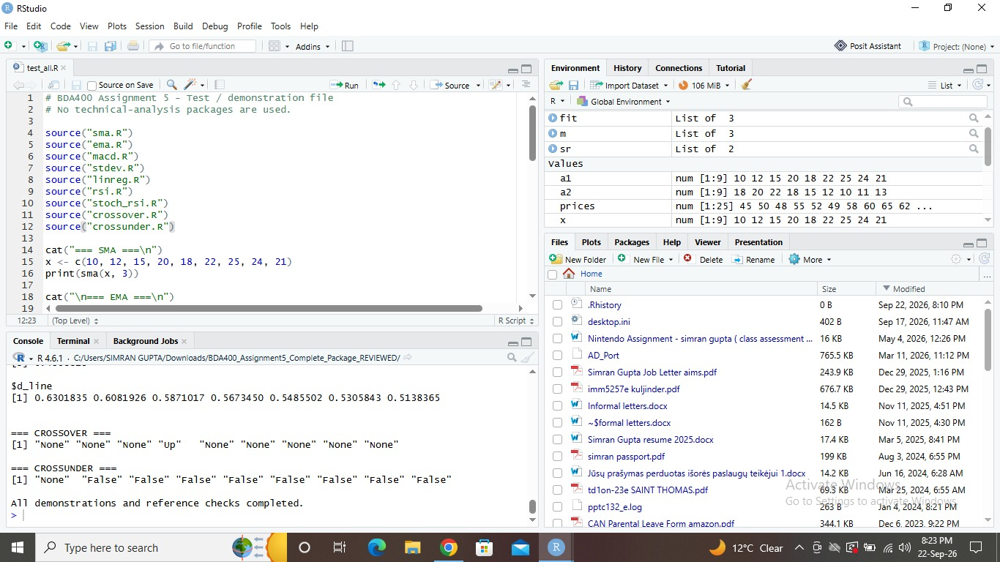 RStudio
File Edit Code View Plots Session Build Debug Profile Tools Help
Go to file/function Addins Posit Assistant Project: (None)
test_all.R
Source on Save Run Source
1 # BDA400 Assignment 5 - Test / demonstration file
2 # No technical-analysis packages are used.
3
4 source("sma.R")
5 source("ema.R")
6 source("macd.R")
7 source("stdev.R")
8 source("linreg.R")
9 source("rsi.R")
10 source("stoch_rsi.R")
11 source("crossover.R")
12 source("crossunder.R")
13
14 cat("=== SMA ===\n")
15 x <- c(10, 12, 15, 20, 18, 22, 25, 24, 21)
16 print(sma(x, 3))
17
18 cat("\n=== EMA ===\n")
19
12:23 (Top Level) R Script
Console Terminal Background Jobs
R 4.6.1 · C:/Users/SIMRAN GUPTA/Downloads/BDA400_Assignment5_Complete_Package_REVIEWED/
$d_line
[1] 0.6301835 0.6081926 0.5871017 0.5673450 0.5485502 0.5305843 0.5138365
=== CROSSOVER ===
[1] "None" "None" "None" "Up" "None" "None" "None" "None" "None"
=== CROSSUNDER ===
[1] "None" "False" "False" "False" "False" "False" "False" "False" "False"
All demonstrations and reference checks completed.
>
Environment History Connections Tutorial
Import Dataset 106 MiB List
R Global Environment
fit List of 3
m List of 3
sr List of 2
Values
a1 num [1:9] 10 12 15 20 18 22 25 24 21
a2 num [1:9] 18 20 22 18 15 12 10 11 13
prices num [1:25] 45 50 48 55 52 49 58 60 65 62 ...
x num [1:9] 10 12 15 20 18 22 25 24 21
Files Plots Packages Help Viewer Presentation
New Folder New File Delete Rename More
Home ...
Name Size Modified
.Rhistory 0 B Sep 22, 2026, 8:10 PM
desktop.ini 402 B Sep 17, 2026, 11:47 AM
Nintendo Assignment - simran gupta ( class assessment ... 16 KB May 4, 2026, 12:26 PM
AD_Port 765.5 KB Mar 11, 2026, 11:12 PM
Simran Gupta Job Letter aims.pdf 243.9 KB Dec 29, 2025, 1:16 PM
imm5257e kuljinder.pdf 676.7 KB Dec 29, 2025, 12:43 PM
Informal letters.docx 14.5 KB Nov 11, 2025, 4:51 PM
~$formal letters.docx 162 B Nov 11, 2025, 4:30 PM
Simran Gupta resume 2025.docx 17.4 KB Mar 5, 2025, 8:41 PM
simran passport.pdf 199 KB Aug 3, 2024, 6:55 PM
Jūsų prašymas perduotas išorės paslaugų teikėjui 1.docx 14.2 KB Jun 16, 2024, 6:28 AM
td1on-23e SAINT THOMAS.pdf 69.3 KB Mar 25, 2024, 6:55 AM
pptc132_e.log 263 B Jan 4, 2024, 8:21 PM
CAN Parental Leave Form amazon.pdf 344.1 KB Dec 6, 2023, 9:22 PM
Activate Windows
Go to Settings to activate Windows.
Type here to search 12°C Clear 8:23 PM
22-Sep-26